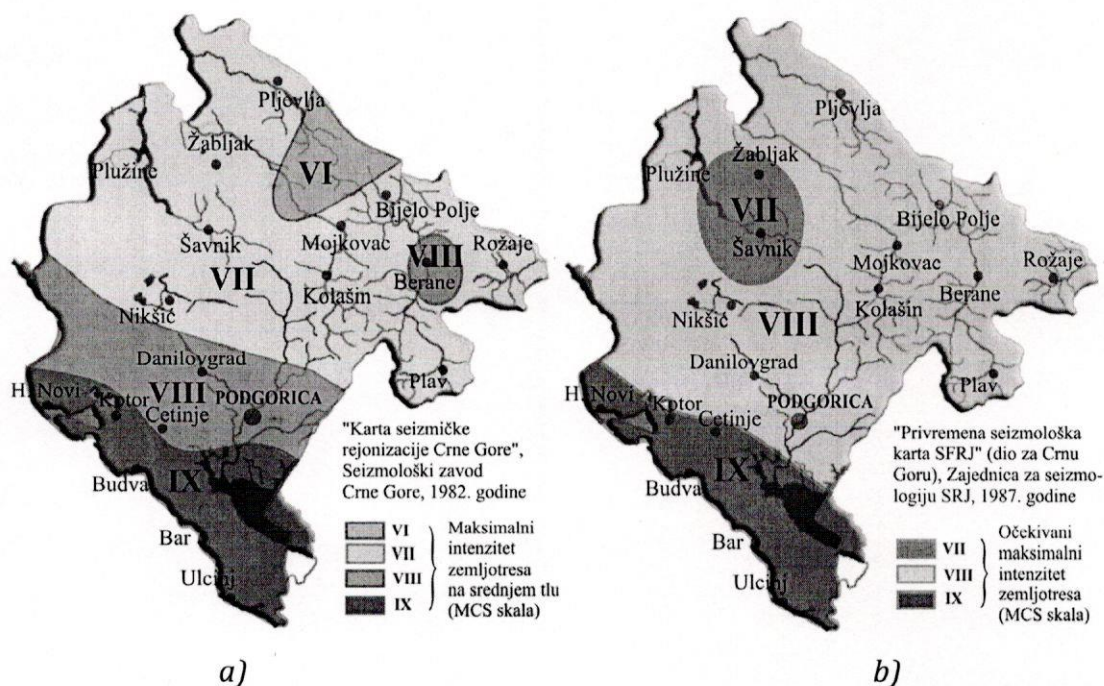 Pljevlja
Žabljak
Plužine
VI
Bijelo Polje
Šavnik
Mojkovac
VIII
Rožaje
VII
Berane
Kolašin
Nikšić
Danilovgrad
Plav
H. Novi
VIII
PODGORICA
Kotor
Cetinje
IX
Budva
Bar
Ulcinj
"Karta seizmičke
rejonizacije Crne Gore",
Seizmološki zavod
Crne Gore, 1982. godine
VI
VII
VIII
IX
Maksimalni
intenzitet
zemljotresa
na srednjem tlu
(MCS skala)
a)
Pljevlja
Žabljak
Plužine
VII
Bijelo Polje
Šavnik
Mojkovac
Rožaje
Berane
Kolašin
Nikšić
VIII
Danilovgrad
Plav
H. Novi
Kotor
PODGORICA
Cetinje
IX
Budva
Bar
Ulcinj
"Privremena seizmološka
karta SFRJ" (dio za Crnu
Goru), Zajednica za seizmo-
logiju SRJ, 1987. godine
VII
VIII
IX
Očekivani
maksimalni
intenzitet
zemljotresa
(MCS skala)
b)